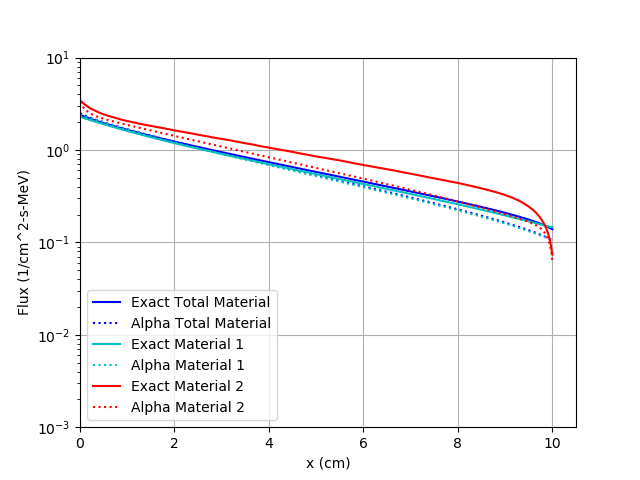 10^1
10^0
10^−1
10^−2
10^−3
Flux (1/cm^2-s-MeV)
Exact Total Material
Alpha Total Material
Exact Material 1
Alpha Material 1
Exact Material 2
Alpha Material 2
0 2 4 6 8 10
x (cm)